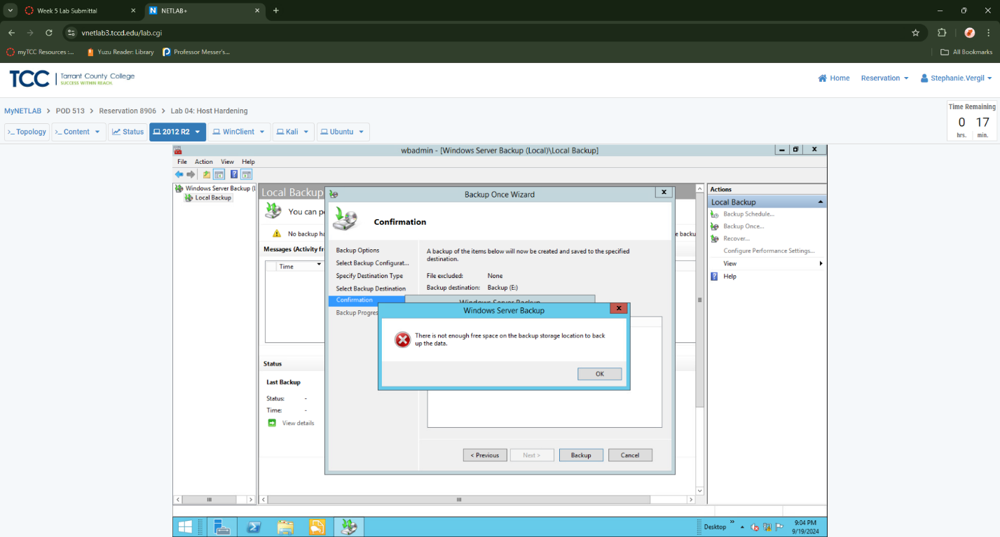 Week 5 Lab Submittal
NETLAB+
vnetlab3.tccd.edu/lab.cgi
myTCC Resources :...
Yuzu Reader: Library
Professor Messer's...
All Bookmarks
TCC
Tarrant County College
SUCCESS WITHIN REACH.
Home
Reservation
Stephanie.Vergil
MyNETLAB > POD 513 > Reservation 8906 > Lab 04: Host Hardening
Time Remaining
0 17
hrs. min.
>_ Topology
>_ Content
Status
2012 R2
WinClient
Kali
Ubuntu
wbadmin - [Windows Server Backup (Local)\Local Backup]
File Action View Help
Windows Server Backup (L
Local Backup
Local Backup
You can p
No backup ha
e backu
Messages (Activity fr
Time
Status
Last Backup
Status: -
Time: -
View details
Backup Once Wizard
Confirmation
Backup Options
Select Backup Configurat...
Specify Destination Type
Select Backup Destination
Confirmation
Backup Progres
A backup of the items below will now be created and saved to the specified
destination.
File excluded: None
Backup destination: Backup (E:)
Windows Server Backup
Windows Server Backup
There is not enough free space on the backup storage location to back
up the data.
OK
< Previous
Next >
Backup
Cancel
Actions
Local Backup
Backup Schedule...
Backup Once...
Recover...
Configure Performance Settings...
View
Help
Desktop
9:04 PM
9/19/2024